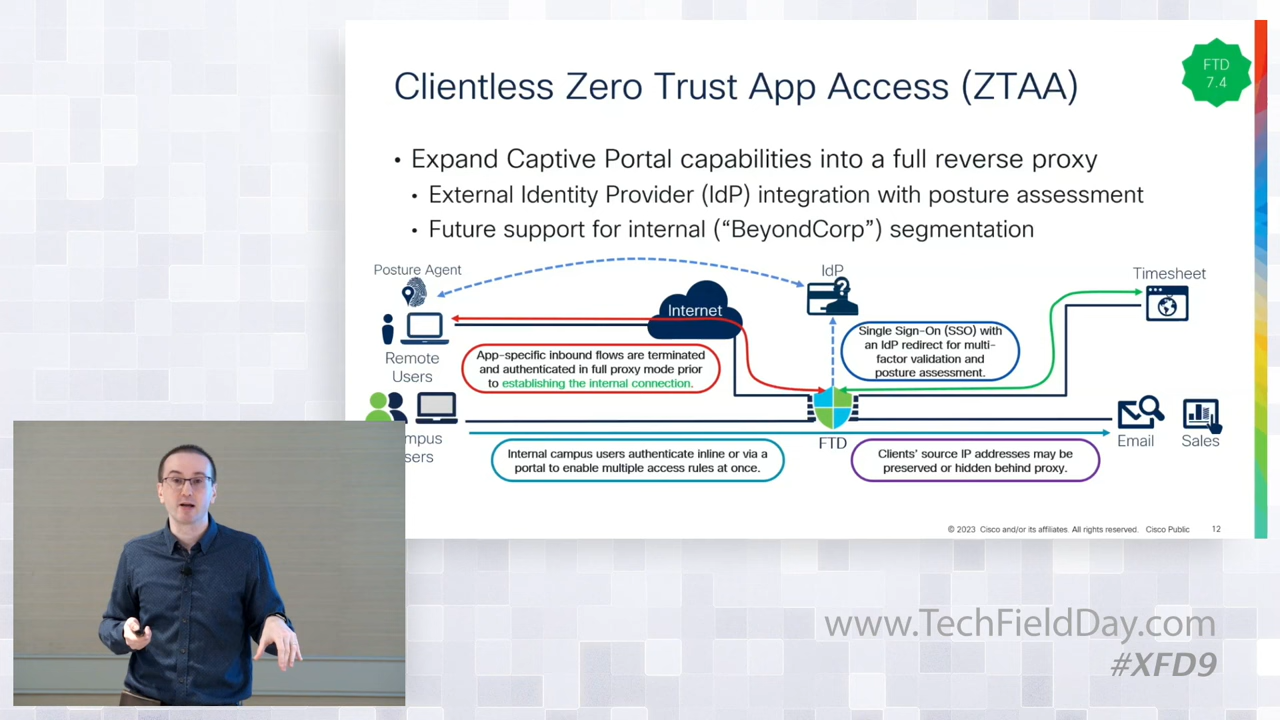 Clientless Zero Trust App Access (ZTAA)
FTD
7.4
• Expand Captive Portal capabilities into a full reverse proxy
• External Identity Provider (IdP) integration with posture assessment
• Future support for internal (“BeyondCorp”) segmentation
Posture Agent
IdP
Timesheet
Internet
Remote
Users
App-specific inbound flows are terminated
and authenticated in full proxy mode prior
to establishing the internal connection.
Single Sign-On (SSO) with
an IdP redirect for multi-
factor validation and
posture assessment.
mpus
sers
FTD
Email
Sales
Internal campus users authenticate inline or via a
portal to enable multiple access rules at once.
Clients’ source IP addresses may be
preserved or hidden behind proxy.
© 2023 Cisco and/or its affiliates. All rights reserved. Cisco Public
12
www.TechFieldDay.com
#XFD9